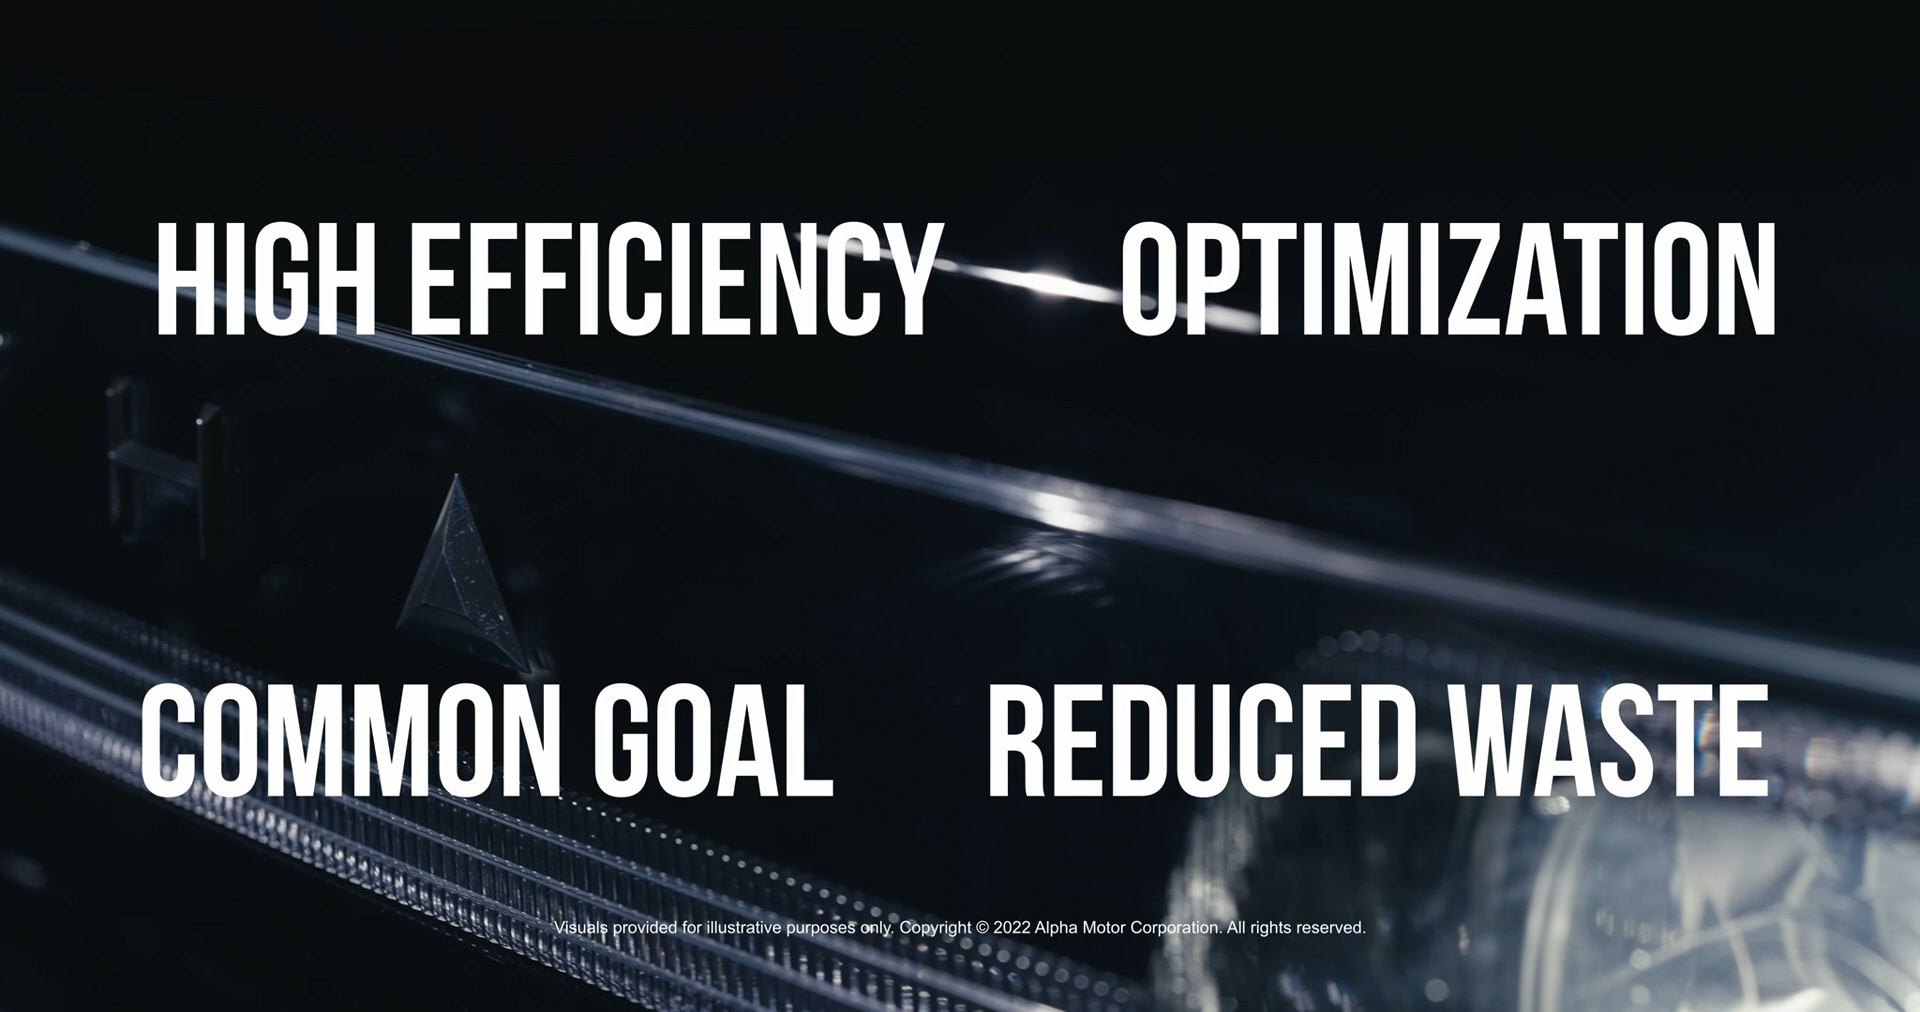 HIGH EFFICIENCY OPTIMIZATION
H
COMMON GOAL REDUCED WASTE
Visuals provided for illustrative purposes only. Copyright © 2022 Alpha Motor Corporation. All rights reserved.